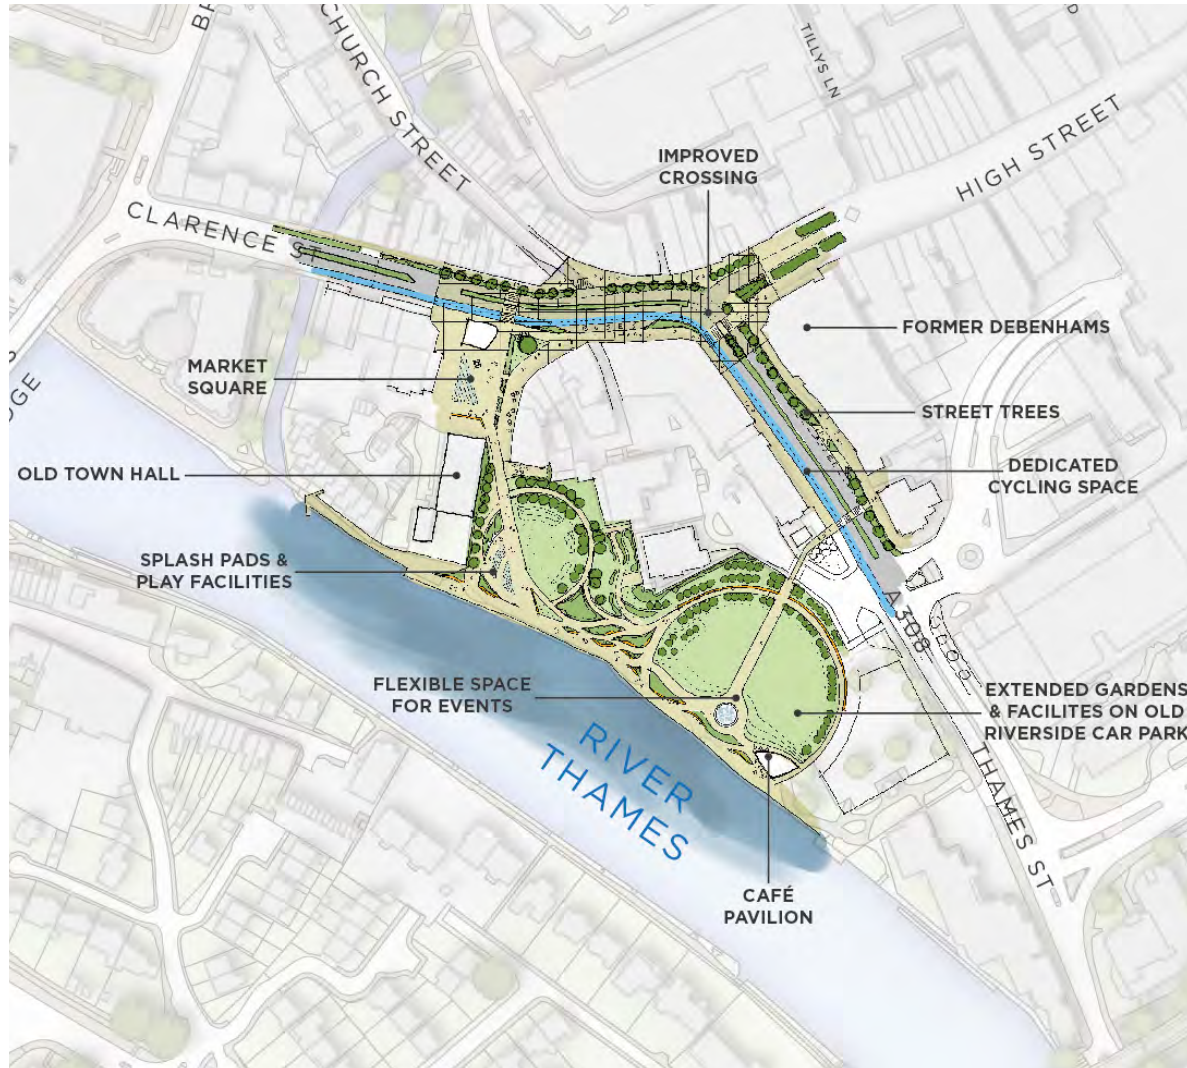 CHURCH STREET
TILLYS LN
HIGH STREET
IMPROVED
CROSSING
CLARENCE ST
FORMER DEBENHAMS
MARKET
SQUARE
STREET TREES
OLD TOWN HALL
DEDICATED
CYCLING SPACE
SPLASH PADS &
PLAY FACILITIES
A308
FLEXIBLE SPACE
FOR EVENTS
EXTENDED GARDENS
& FACILITES ON OLD
RIVERSIDE CAR PARK
RIVER
THAMES
THAMES ST
CAFÉ
PAVILION